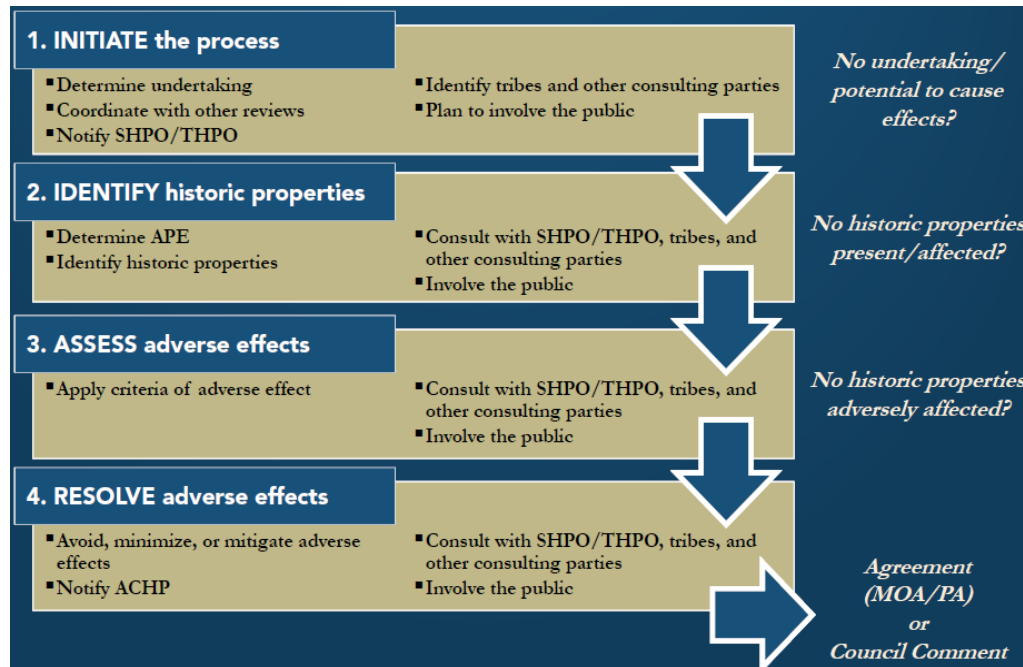 1. INITIATE the process
▪Determine undertaking
▪Coordinate with other reviews
▪Notify SHPO/THPO
▪Identify tribes and other consulting parties
▪Plan to involve the public
No undertaking/
potential to cause
effects?
2. IDENTIFY historic properties
▪Determine APE
▪Identify historic properties
▪Consult with SHPO/THPO, tribes, and
other consulting parties
▪Involve the public
No historic properties
present/affected?
3. ASSESS adverse effects
▪Apply criteria of adverse effect
▪Consult with SHPO/THPO, tribes, and
other consulting parties
▪Involve the public
No historic properties
adversely affected?
4. RESOLVE adverse effects
▪Avoid, minimize, or mitigate adverse
effects
▪Notify ACHP
▪Consult with SHPO/THPO, tribes, and
other consulting parties
▪Involve the public
Agreement
(MOA/PA)
or
Council Comment